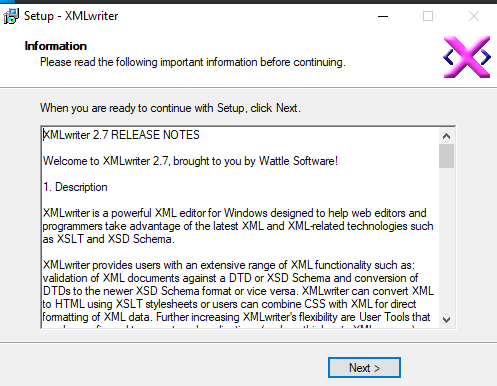 Setup - XMLwriter
Information
Please read the following important information before continuing.
When you are ready to continue with Setup, click Next.
XMLwriter 2.7 RELEASE NOTES
Welcome to XMLwriter 2.7, brought to you by Wattle Software!
1. Description
XMLwriter is a powerful XML editor for Windows designed to help web editors and
programmers take advantage of the latest XML and XML-related technologies such
as XSLT and XSD Schema.
XMLwriter provides users with an extensive range of XML functionality such as:
validation of XML documents against a DTD or XSD Schema and conversion of
DTDs to the newer XSD Schema format or vice versa. XMLwriter can convert XML
to HTML using XSLT stylesheets or users can combine CSS with XML for direct
formatting of XML data. Further increasing XMLwriter's flexibility are User Tools that
Next >